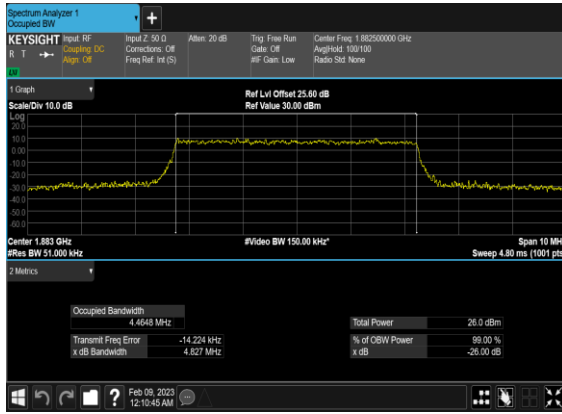 Spectrum Analyzer 1
Occupied BW
KEYSIGHT
R T
Input: RF
Coupling: DC
Align: Off
Input Z: 50 Ω
Corrections: Off
Freq Ref: Int (S)
Atten: 20 dB
Trig: Free Run
Gate: Off
#IF Gain: Low
Center Freq: 1.882500000 GHz
Avg|Hold: 100/100
Radio Std: None
1 Graph
Scale/Div 10.0 dB
Ref Lvl Offset 25.60 dB
Ref Value 30.00 dBm
Log
20.0
10.0
0.00
-10.0
-20.0
-30.0
-40.0
-50.0
-60.0
Center 1.883 GHz
#Res BW 51.000 kHz
#Video BW 150.00 kHz*
Span 10 MH
Sweep 4.80 ms (1001 pts
2 Metrics
Occupied Bandwidth
4.4648 MHz
Total Power 26.0 dBm
Transmit Freq Error -14.224 kHz
% of OBW Power 99.00 %
x dB Bandwidth 4.827 MHz
x dB -26.00 dB
?
Feb 09, 2023
12:10:45 AM